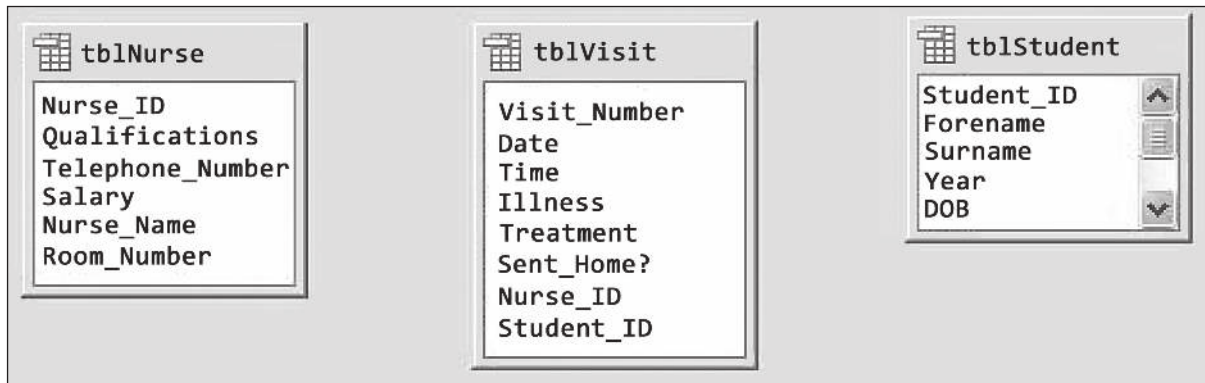 tblNurse
Nurse_ID
Qualifications
Telephone_Number
Salary
Nurse_Name
Room_Number
tblVisit
Visit_Number
Date
Time
Illness
Treatment
Sent_Home?
Nurse_ID
Student_ID
tblStudent
Student_ID
Forename
Surname
Year
DOB